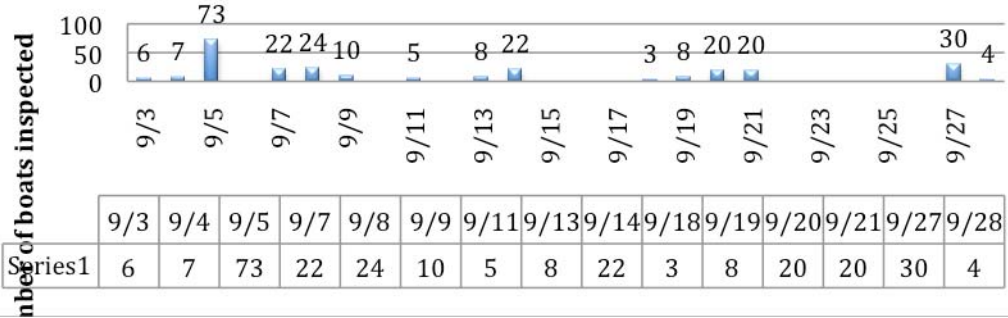 mber of boats inspected
100
50
0
6 7 73 22 24 10 5 8 22 3 8 20 20 30 4
9/3 9/5 9/7 9/9 9/11 9/13 9/15 9/17 9/19 9/21 9/23 9/25 9/27
9/3 9/4 9/5 9/7 9/8 9/9 9/11 9/13 9/14 9/18 9/19 9/20 9/21 9/27 9/28
Series1 6 7 73 22 24 10 5 8 22 3 8 20 20 30 4